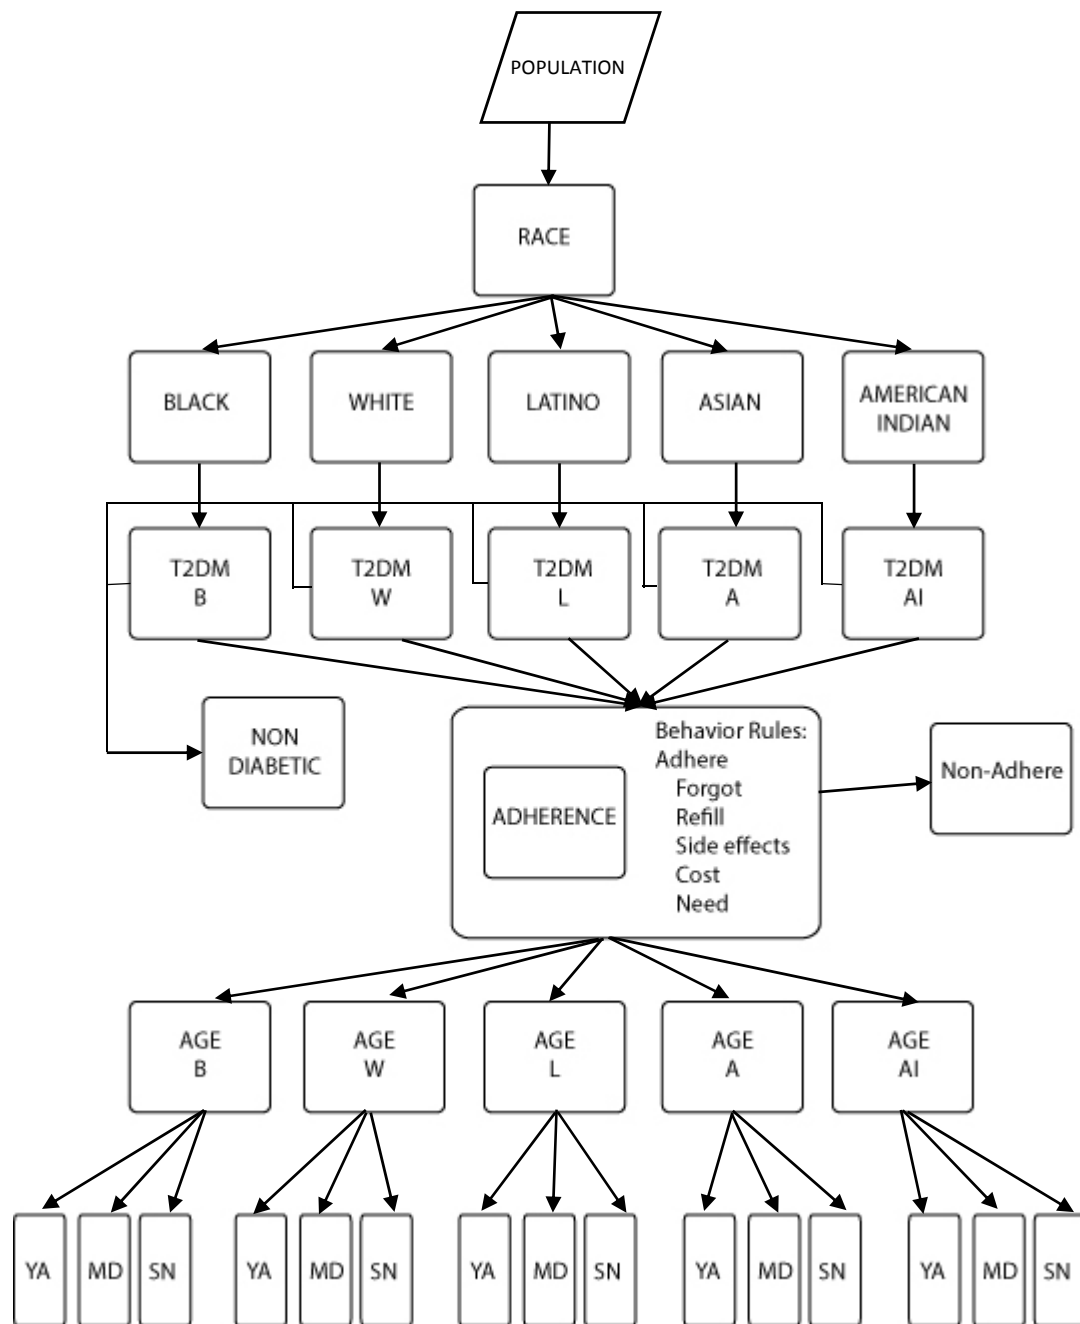 POPULATION
RACE
BLACK
WHITE
LATINO
ASIAN
AMERICAN
INDIAN
T2DM
B
T2DM
W
T2DM
L
T2DM
A
T2DM
AI
NON
DIABETIC
ADHERENCE
Behavior Rules:
Adhere
Forgot
Refill
Side effects
Cost
Need
Non-Adhere
AGE
B
AGE
W
AGE
L
AGE
A
AGE
AI
YA
MD
SN
YA
MD
SN
YA
MD
SN
YA
MD
SN
YA
MD
SN